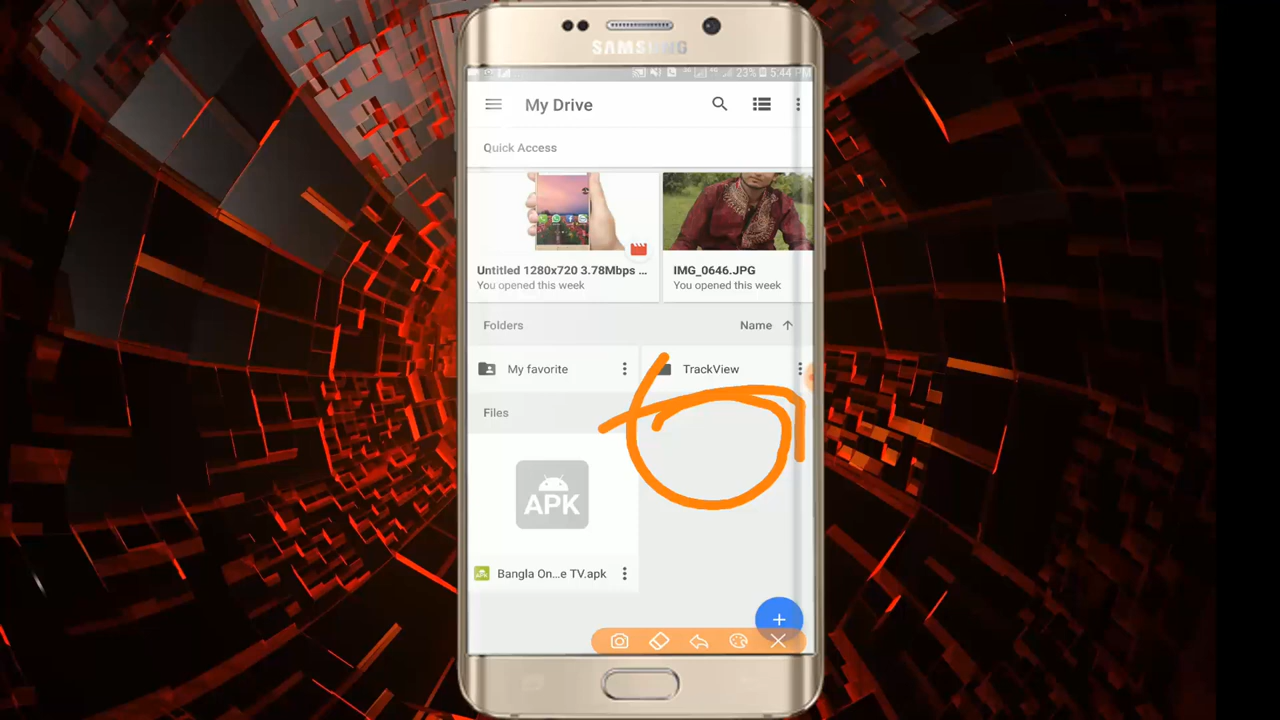 SAMSUNG
23% 5:44 PM
My Drive
Quick Access
Untitled 1280x720 3.78Mbps ...
You opened this week
IMG_0646.JPG
You opened this week
Folders
Name
My favorite
TrackView
Files
APK
Bangla On...e TV.apk